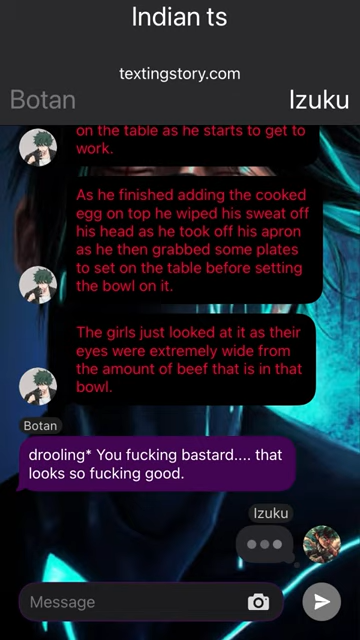 Indian ts
textingstory.com
Botan
Izuku
on the table as he starts to get to
work.
As he finished adding the cooked
egg on top he wiped his sweat off
his head as he took off his apron
as he then grabbed some plates
to set on the table before setting
the bowl on it.
The girls just looked at it as their
eyes were extremely wide from
the amount of beef that is in that
bowl.
Botan
drooling* You fucking bastard.... that
looks so fucking good.
Izuku
Message